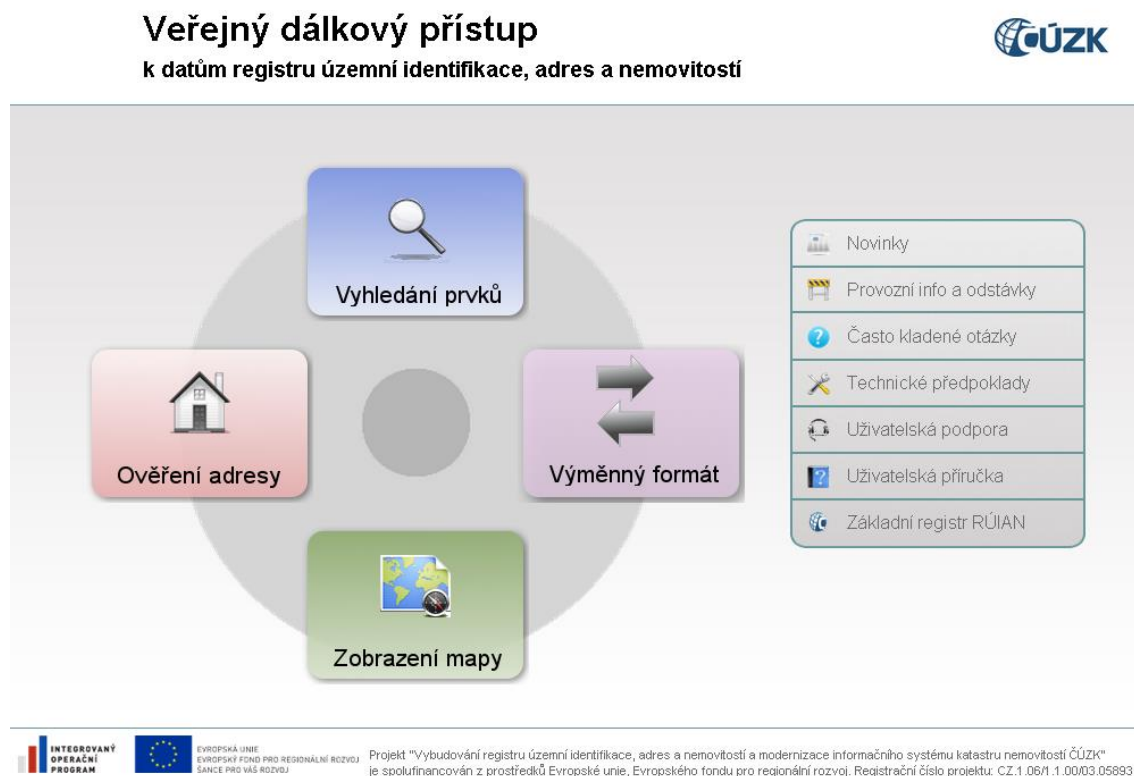 Veřejný dálkový přístup
k datům registru územní identifikace, adres a nemovitostí
ČÚZK
Vyhledání prvků
Ověření adresy
Výměnný formát
Zobrazení mapy
Novinky
Provozní info a odstávky
Často kladené otázky
Technické předpoklady
Uživatelská podpora
Uživatelská příručka
Základní registr RÚIAN
INTEGROVANÝ
OPERAČNÍ
PROGRAM
EVROPSKÁ UNIE
EVROPSKÝ FOND PRO REGIONÁLNÍ ROZVOJ
ŠANCE PRO VÁŠ ROZVOJ
Projekt "Vybudování registru územní identifikace, adres a nemovitostí a modernizace informačního systému katastru nemovitostí ČÚZK"
je spolufinancován z prostředků Evropské unie, Evropského fondu pro regionální rozvoj. Registrační číslo projektu: CZ.1.06/1.1.00/03.05893